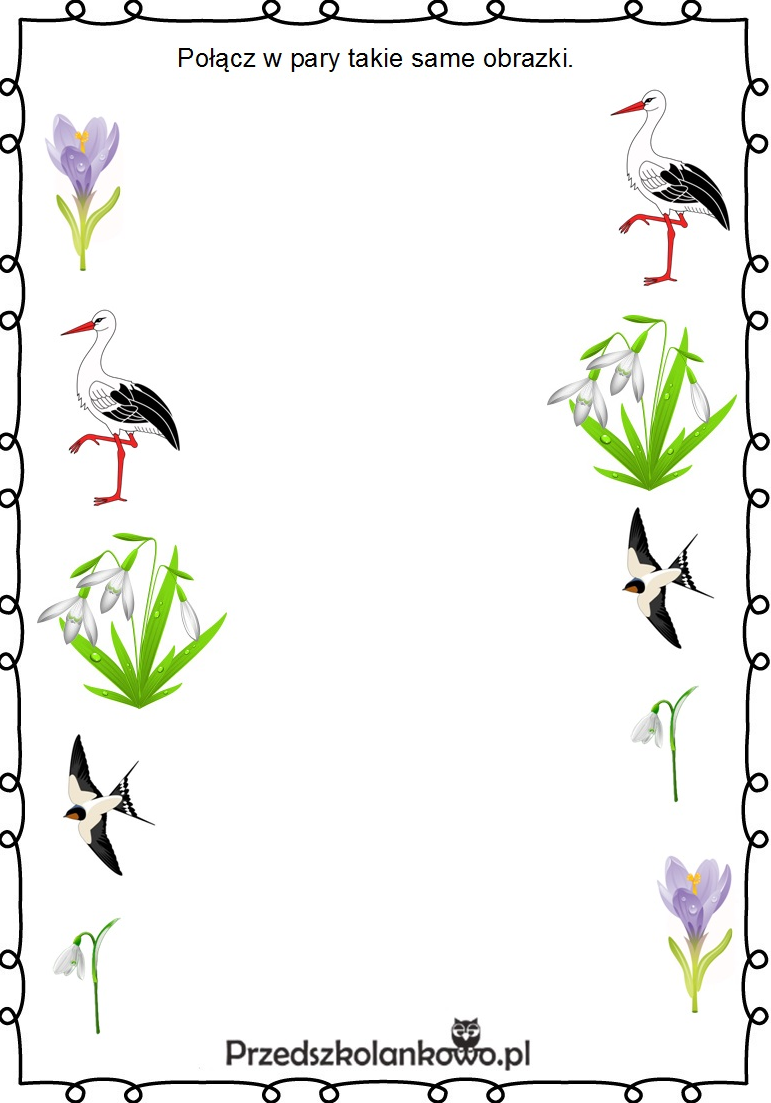 Połącz w pary takie same obrazki.
Przedszkolankowo.pl